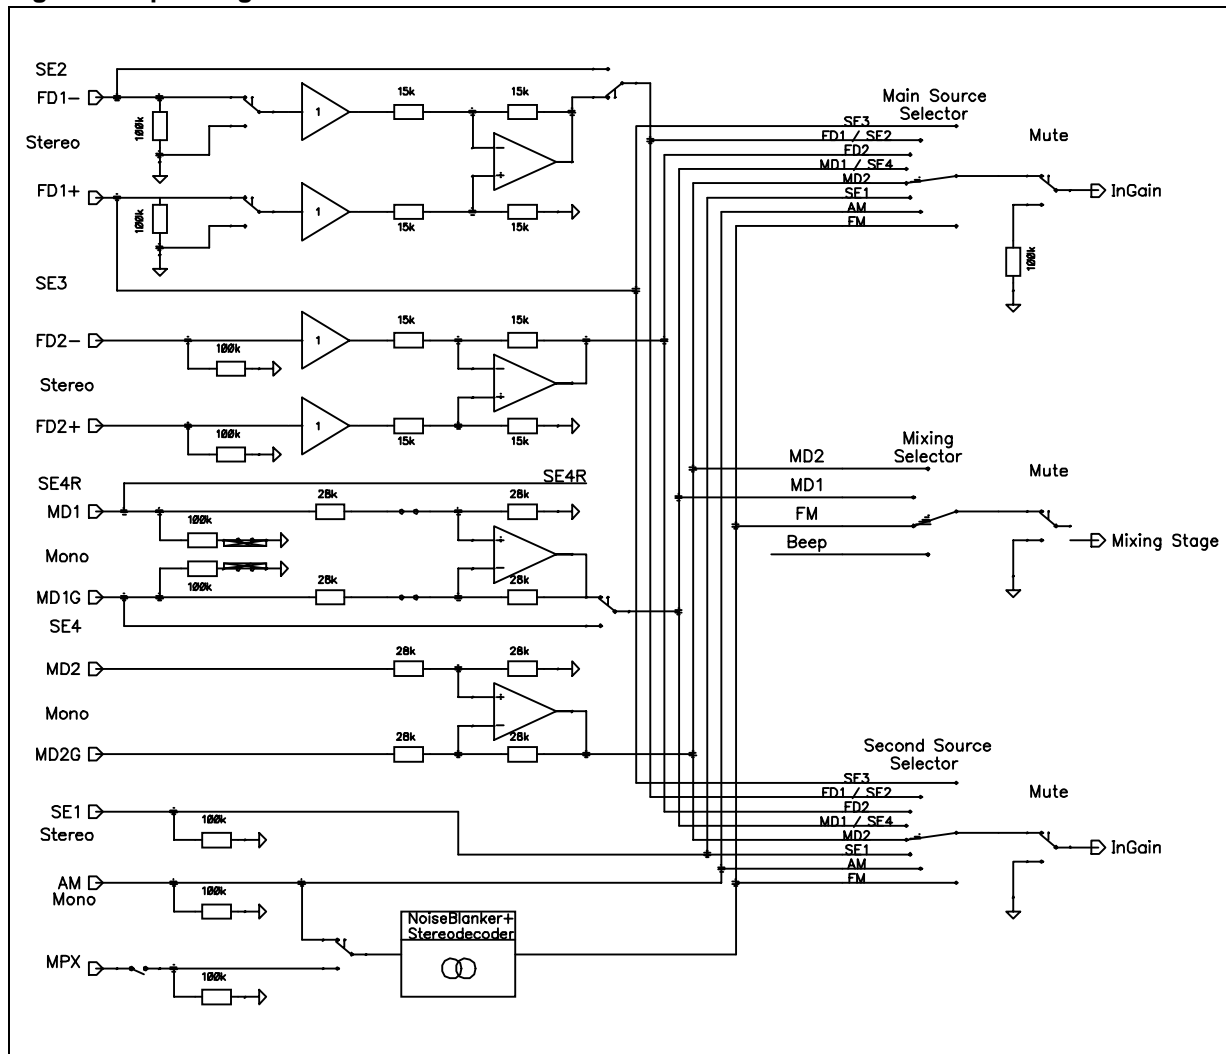 SE2
FD1-
Stereo
FD1+
SE3
100k
100k
1
1
15k
15k
15k
15k
FD2-
Stereo
FD2+
100k
100k
1
1
15k
15k
15k
15k
SE4R
SE4R
MD1
Mono
MD1G
SE4
100k
100k
28k
28k
28k
28k
MD2
Mono
MD2G
28k
28k
28k
28k
SE1
Stereo
100k
AM
Mono
100k
MPX
100k
NoiseBlanker+
Stereodecoder
Main Source
Selector
SE3
FD1 / SE2
FD2
MD1 / SE4
MD2
SE1
AM
FM
Mute
InGain
100k
Mixing
Selector
MD2
MD1
FM
Beep
Mute
Mixing Stage
Second Source
Selector
SE3
FD1 / SE2
FD2
MD1 / SE4
MD2
SE1
AM
FM
Mute
InGain